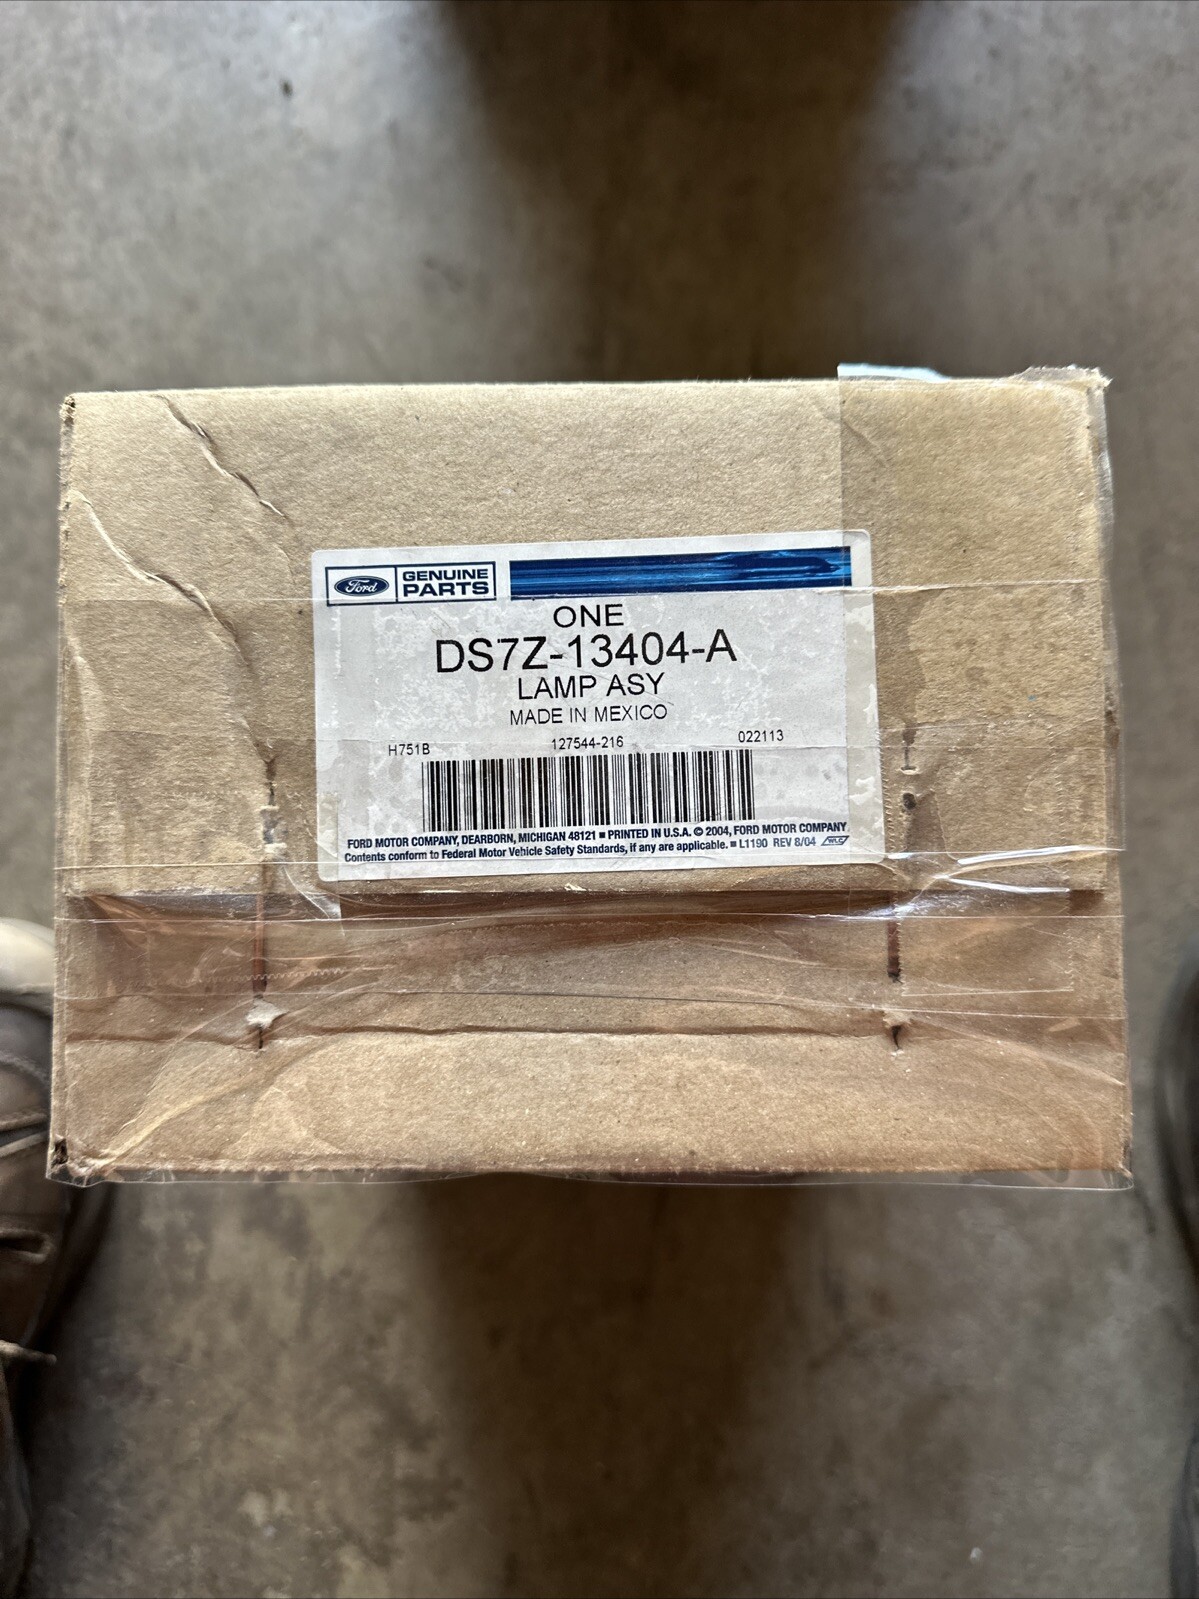 Ford GENUINE PARTS
ONE
DS7Z-13404-A
LAMP ASY
MADE IN MEXICO
H751B 127544-216 022113
FORD MOTOR COMPANY, DEARBORN, MICHIGAN 48121 ■ PRINTED IN U.S.A. © 2004, FORD MOTOR COMPANY
Contents conform to Federal Motor Vehicle Safety Standards, if any are applicable. ■ L1190 REV 8/04 WLC